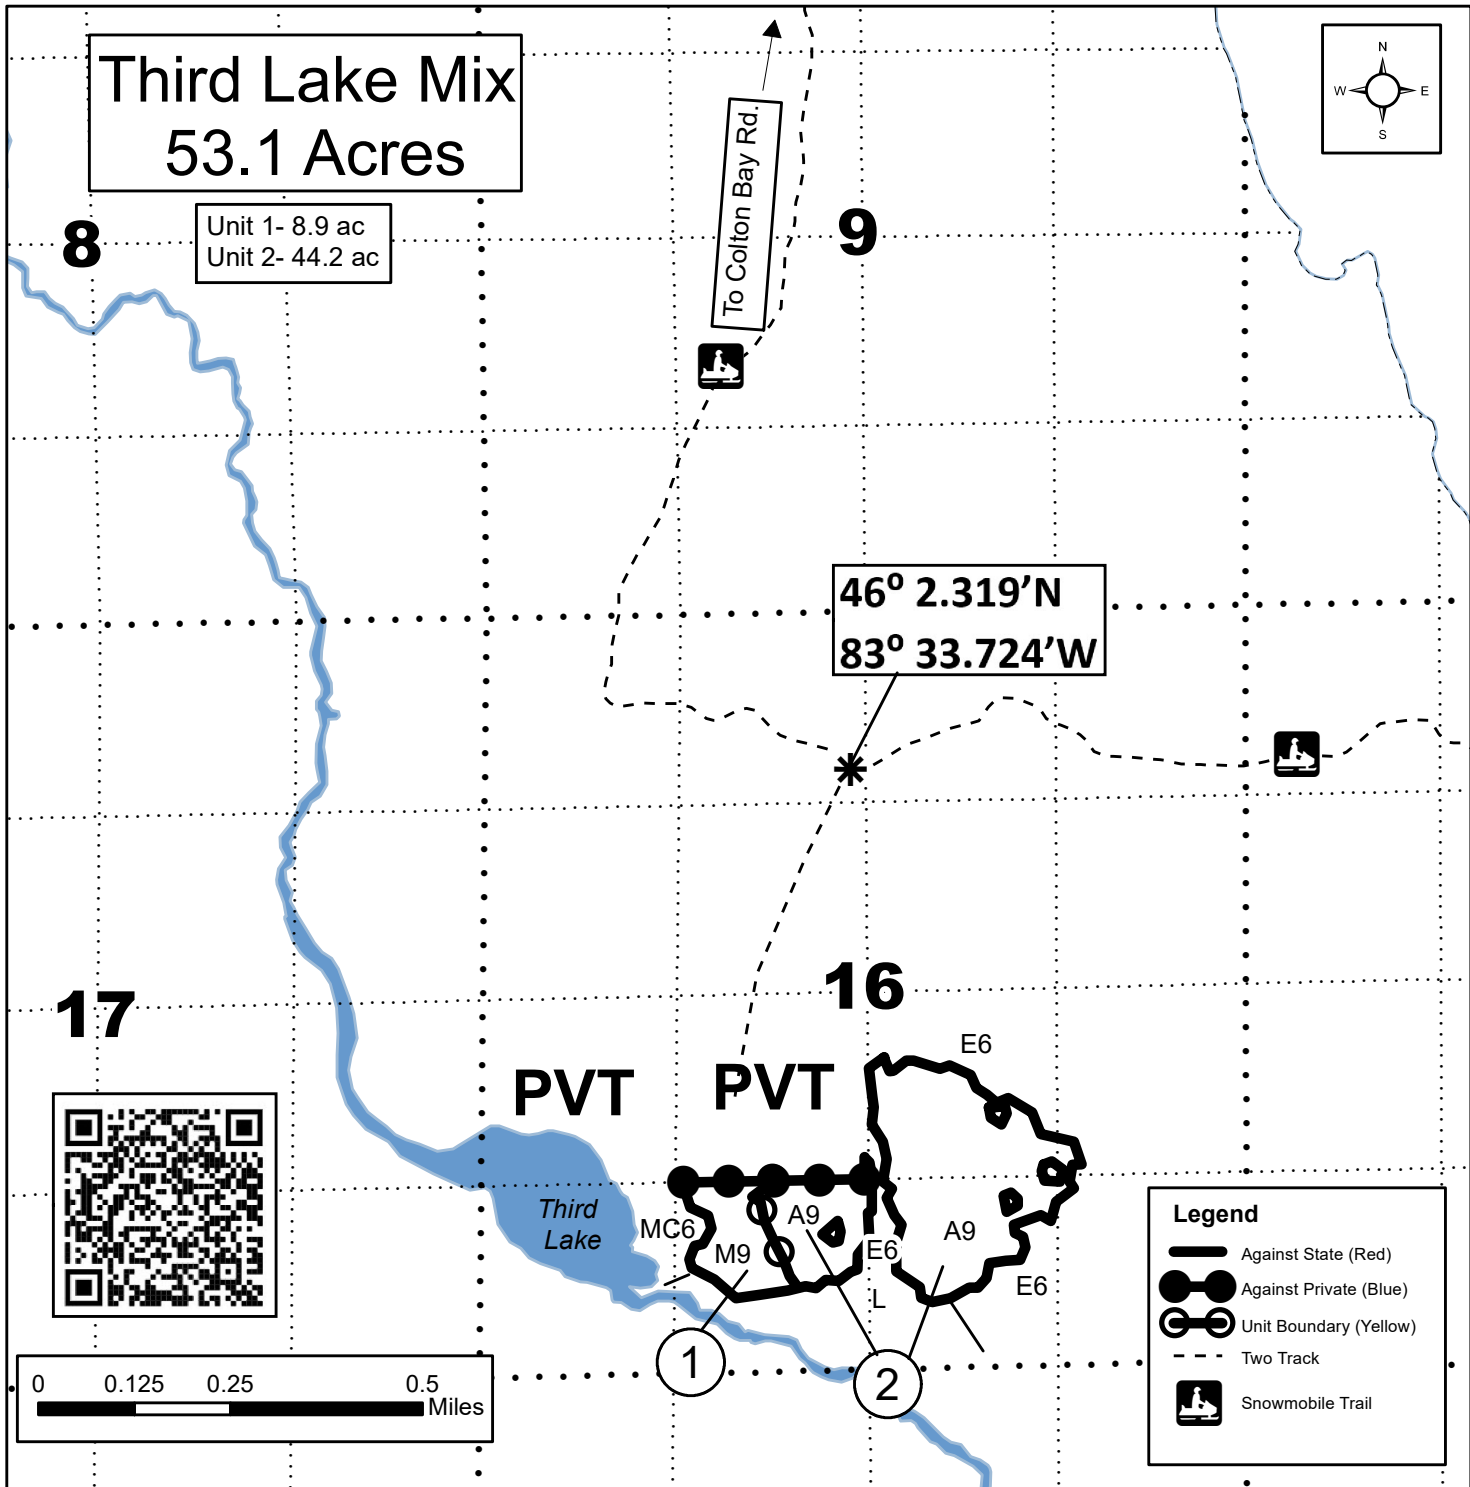 Third Lake Mix
53.1 Acres
Unit 1- 8.9 ac
Unit 2- 44.2 ac
To Colton Bay Rd.
N
W E
S
8
9
46º 2.319’N
83º 33.724’W
17
16
E6
PVT
PVT
Third
Lake
MC6
M9
A9
E6
L
A9
E6
1
2
0 0.125 0.25 0.5
Miles
Legend
Against State (Red)
Against Private (Blue)
Unit Boundary (Yellow)
Two Track
Snowmobile Trail